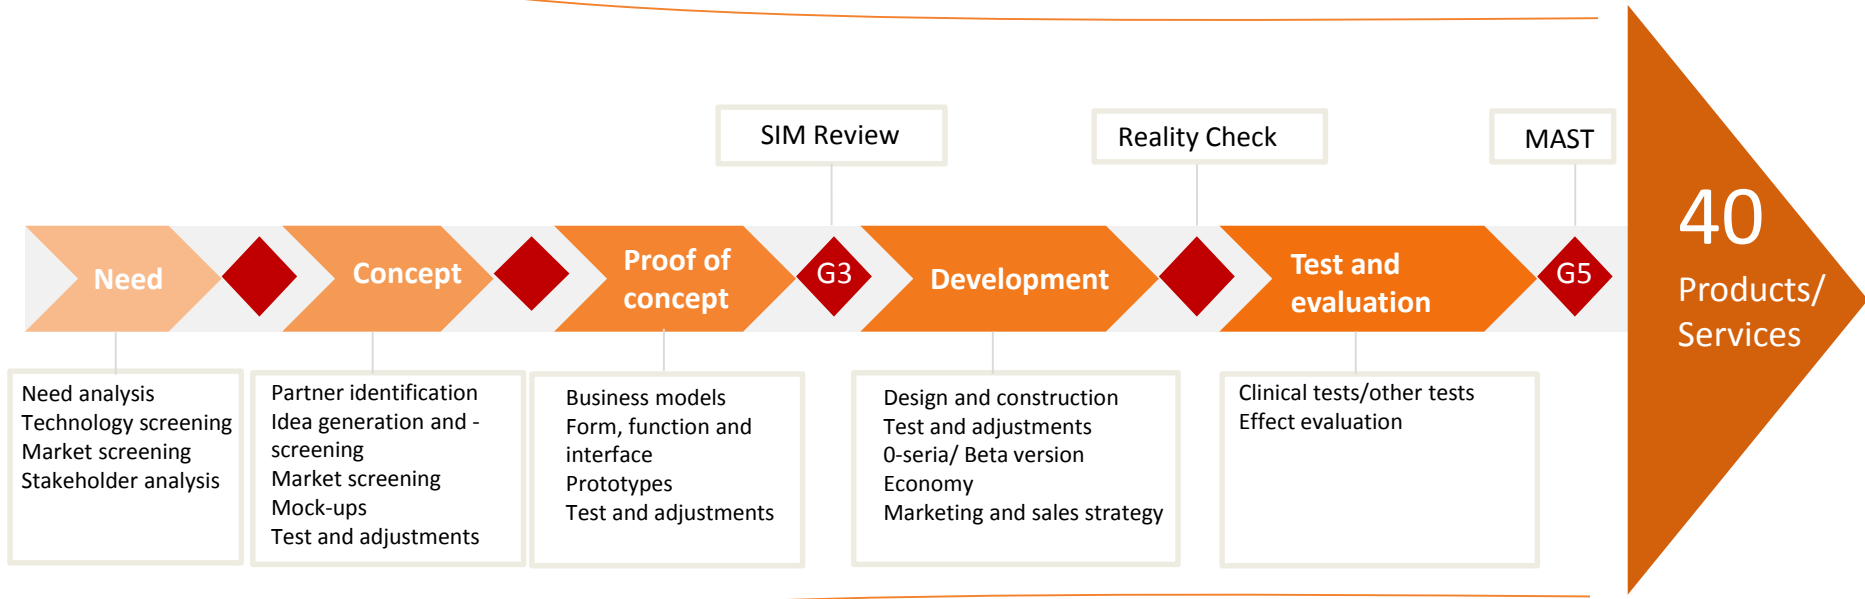 SIM Review
Reality Check
MAST
Need
Concept
Proof of
concept
G3
Development
Test and
evaluation
G5
40
Products/
Services
Need analysis
Technology screening
Market screening
Stakeholder analysis
Partner identification
Idea generation and -
screening
Market screening
Mock-ups
Test and adjustments
Business models
Form, function and
interface
Prototypes
Test and adjustments
Design and construction
Test and adjustments
0-seria/ Beta version
Economy
Marketing and sales strategy
Clinical tests/other tests
Effect evaluation